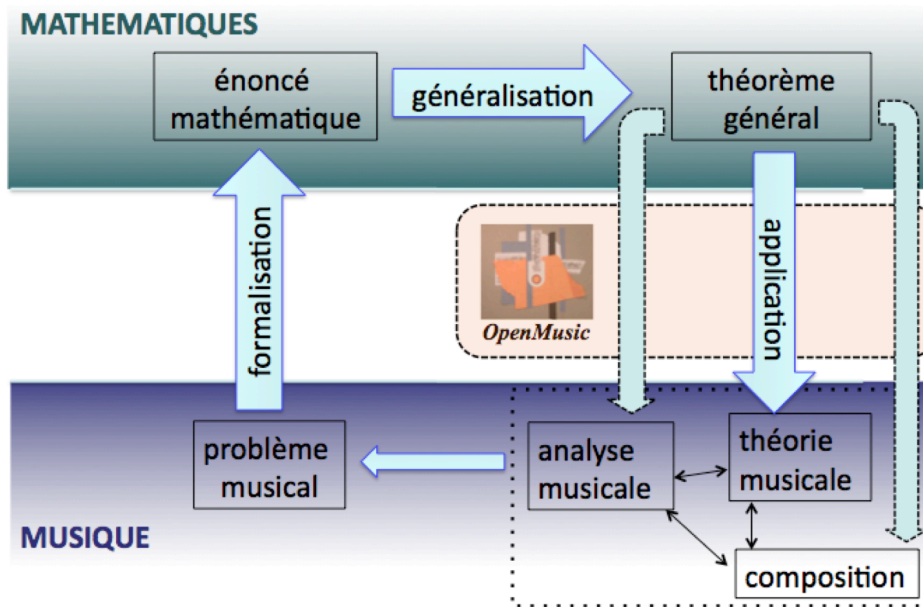 MATHEMATIQUES
énoncé
mathématique
généralisation
théorème
général
formalisation
application
OpenMusic
problème
musical
analyse
musicale
théorie
musicale
MUSIQUE
composition